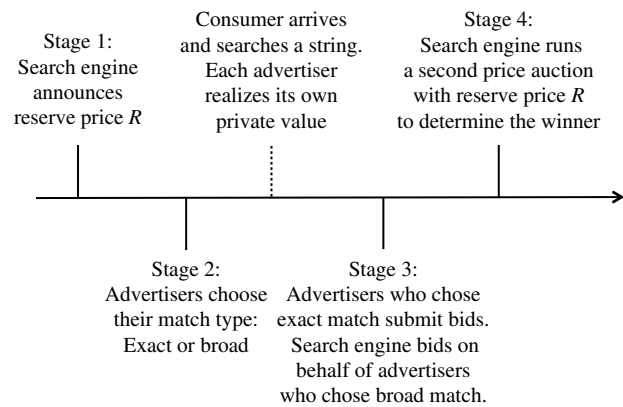 Stage 1:
Search engine
announces
reserve price R
Consumer arrives
and searches a string.
Each advertiser
realizes its own
private value
Stage 4:
Search engine runs
a second price auction
with reserve price R
to determine the winner
Stage 2:
Advertisers choose
their match type:
Exact or broad
Stage 3:
Advertisers who chose
exact match submit bids.
Search engine bids on
behalf of advertisers
who chose broad match.